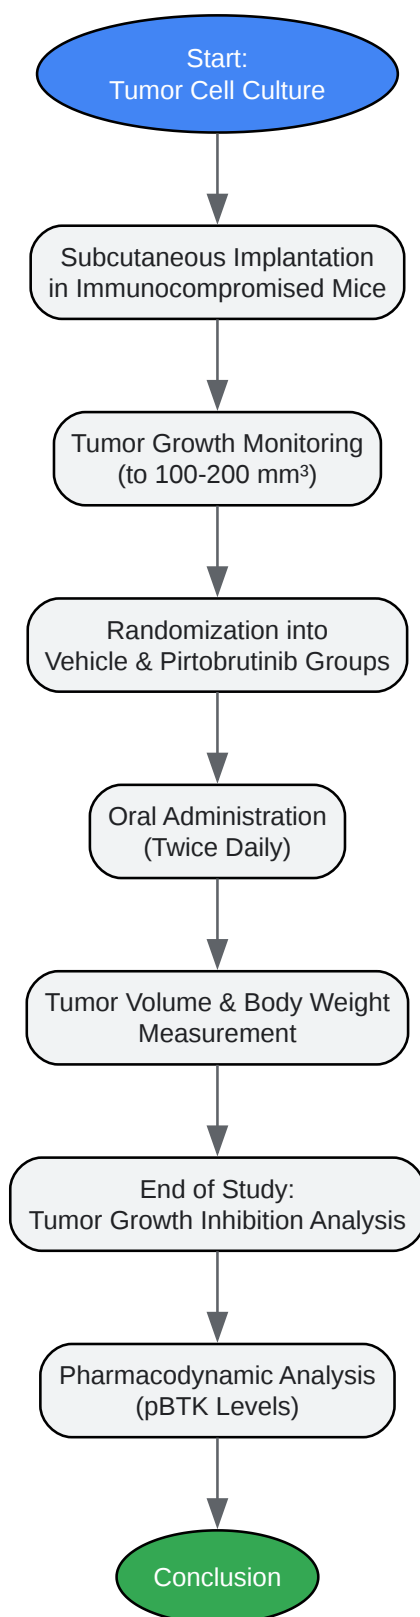 Start:
Tumor Cell Culture
Subcutaneous Implantation
in Immunocompromised Mice
Tumor Growth Monitoring
(to 100-200 mm³)
Randomization into
Vehicle & Pirtobrutinib Groups
Oral Administration
(Twice Daily)
Tumor Volume & Body Weight
Measurement
End of Study:
Tumor Growth Inhibition Analysis
Pharmacodynamic Analysis
(pBTK Levels)
Conclusion